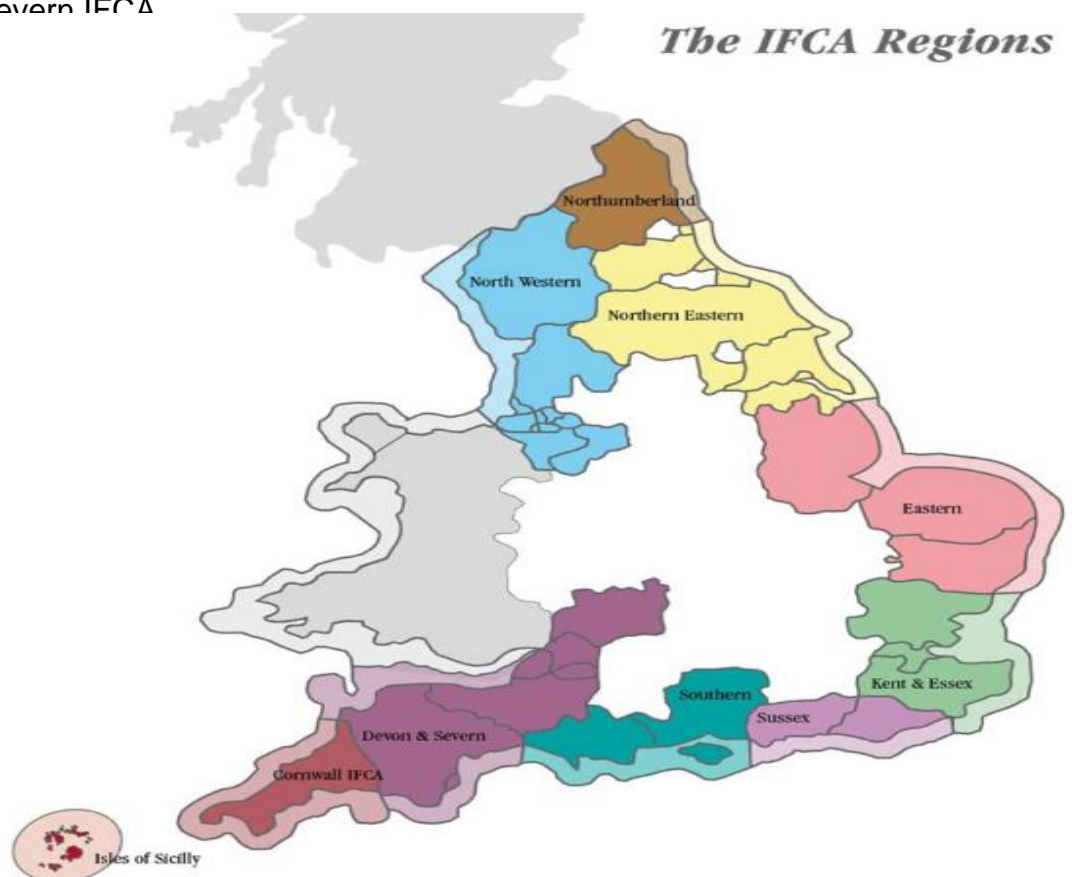 evern IFCA
The IFCA Regions
Northumberland
North Western
Northern Eastern
Eastern
Kent & Essex
Southern
Sussex
Devon & Severn
Cornwall IFCA
Isles of Sicilly